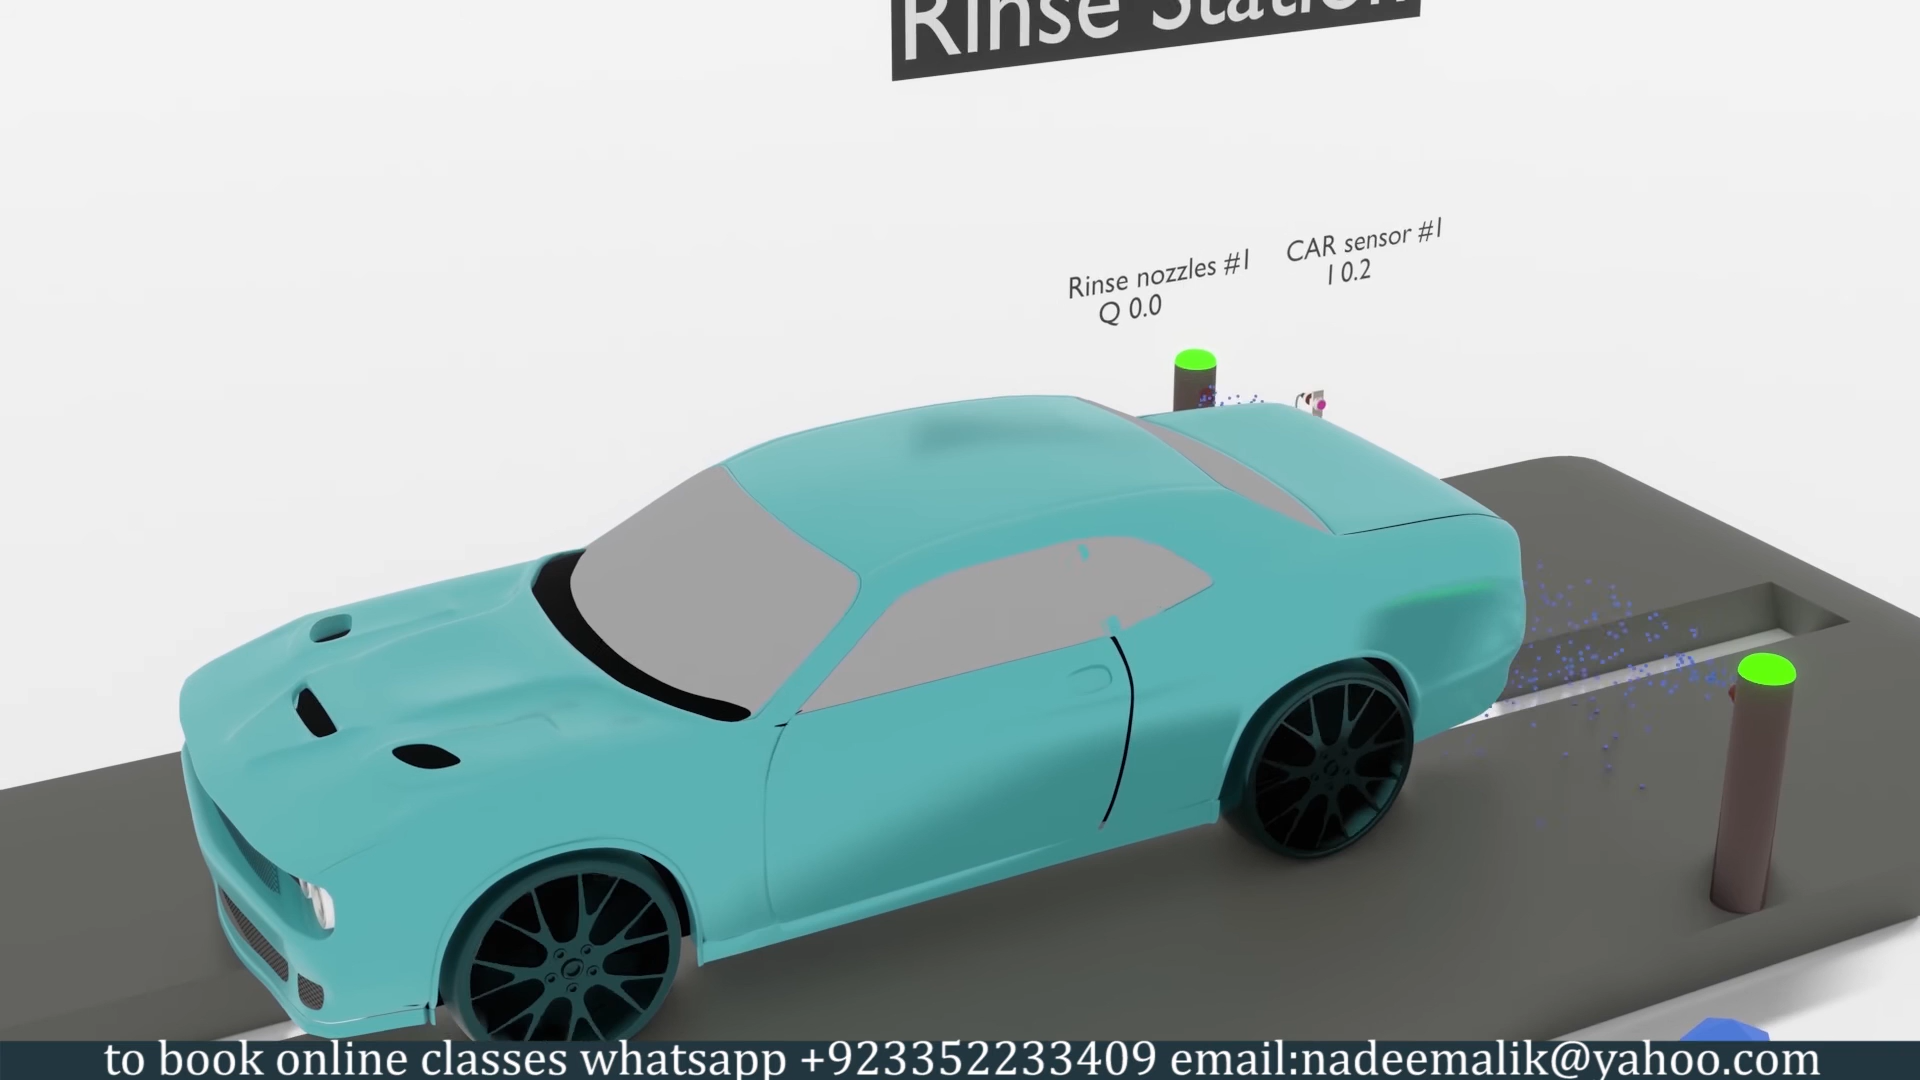 Rinse Station
Rinse nozzles #1
Q 0.0
CAR sensor #1
I 0.2
to book online classes whatsapp +923352233409 email:nadeemalik@yahoo.com